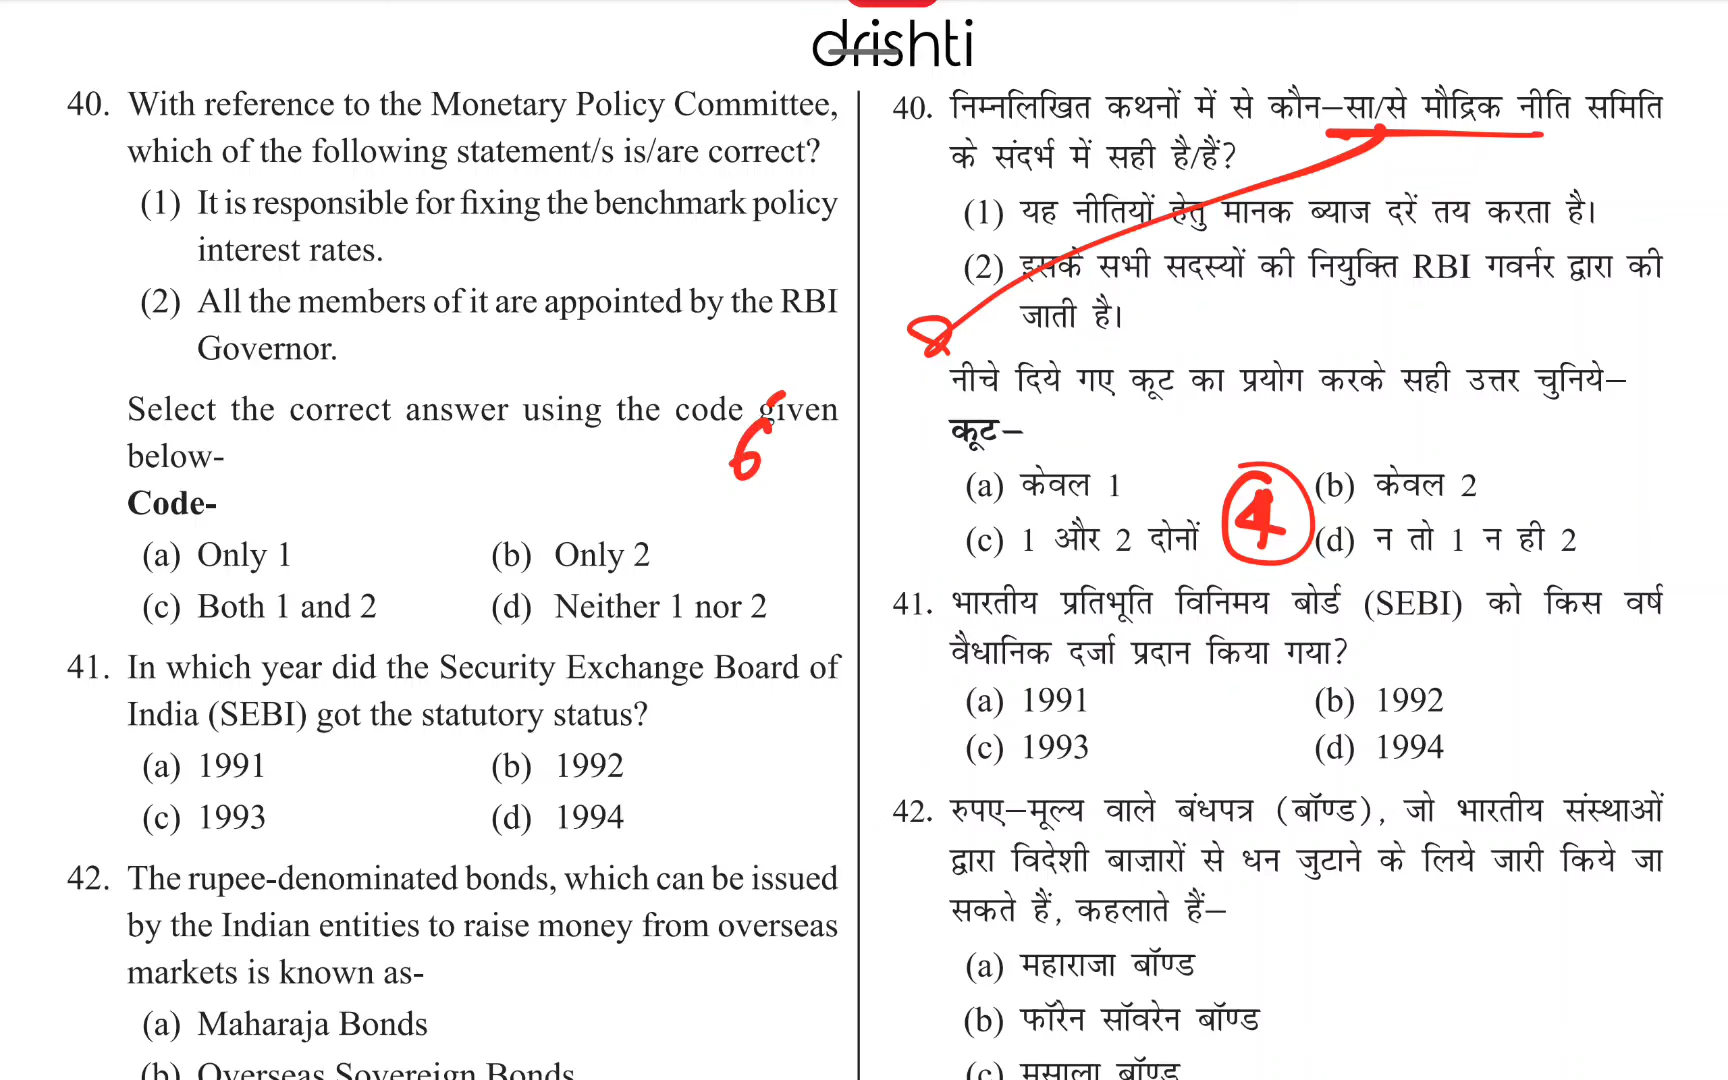 drishti
40. With reference to the Monetary Policy Committee,
which of the following statement/s is/are correct?
(1) It is responsible for fixing the benchmark policy
interest rates.
(2) All the members of it are appointed by the RBI
Governor.
Select the correct answer using the code given
below-
6
Code-
(a) Only 1 (b) Only 2
(c) Both 1 and 2 (d) Neither 1 nor 2
41. In which year did the Security Exchange Board of
India (SEBI) got the statutory status?
(a) 1991 (b) 1992
(c) 1993 (d) 1994
42. The rupee-denominated bonds, which can be issued
by the Indian entities to raise money from overseas
markets is known as-
(a) Maharaja Bonds
(b) Overseas Sovereign Bonds
40. निम्नलिखित कथनों में से कौन–सा/से मौद्रिक नीति समिति
के संदर्भ में सही है/हैं?
(1) यह नीतियों हेतु मानक ब्याज दरें तय करता है।
(2) इसके सभी सदस्यों की नियुक्ति RBI गवर्नर द्वारा की
जाती है।
नीचे दिये गए कूट का प्रयोग करके सही उत्तर चुनिये–
कूट–
(a) केवल 1 (b) केवल 2
4
(c) 1 और 2 दोनों (d) न तो 1 न ही 2
41. भारतीय प्रतिभूति विनिमय बोर्ड (SEBI) को किस वर्ष
वैधानिक दर्जा प्रदान किया गया?
(a) 1991 (b) 1992
(c) 1993 (d) 1994
42. रुपए–मूल्य वाले बंधपत्र (बॉण्ड), जो भारतीय संस्थाओं
द्वारा विदेशी बाज़ारों से धन जुटाने के लिये जारी किये जा
सकते हैं, कहलाते हैं–
(a) महाराजा बॉण्ड
(b) फॉरेन सॉवरेन बॉण्ड
(c) मसाला बॉण्ड